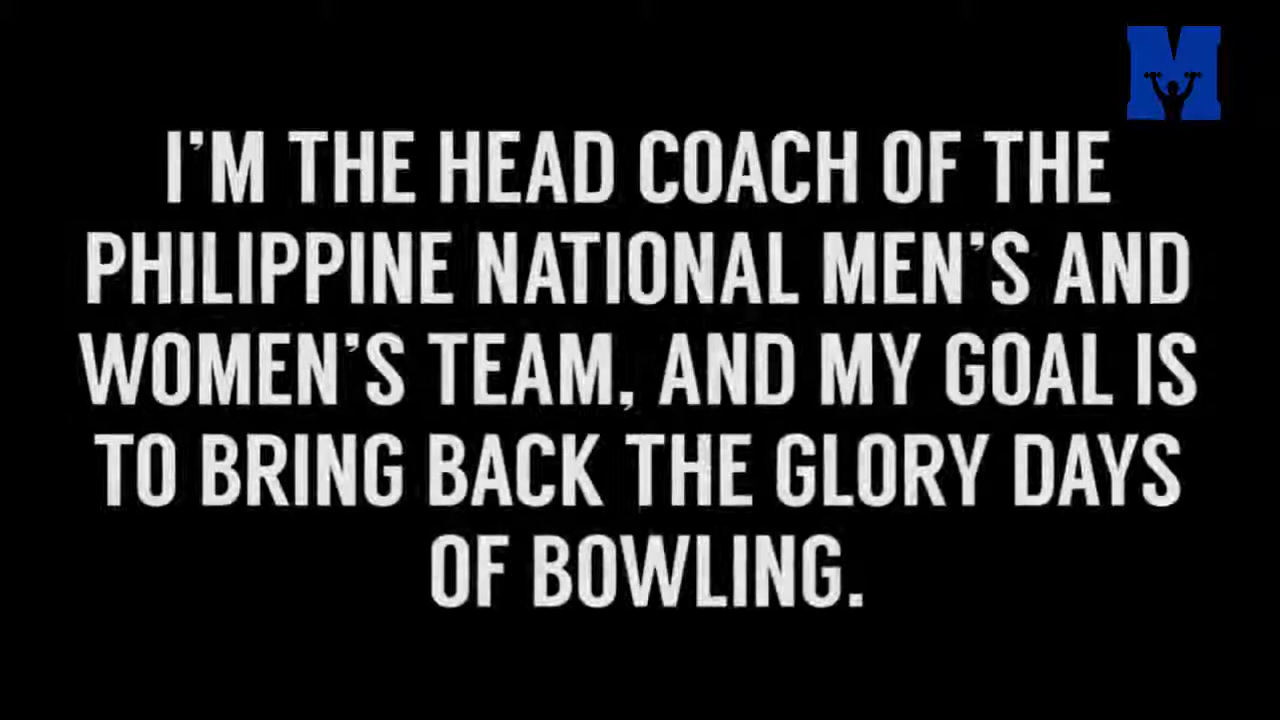 I'M THE HEAD COACH OF THE
PHILIPPINE NATIONAL MEN'S AND
WOMEN'S TEAM, AND MY GOAL IS
TO BRING BACK THE GLORY DAYS
OF BOWLING.
M